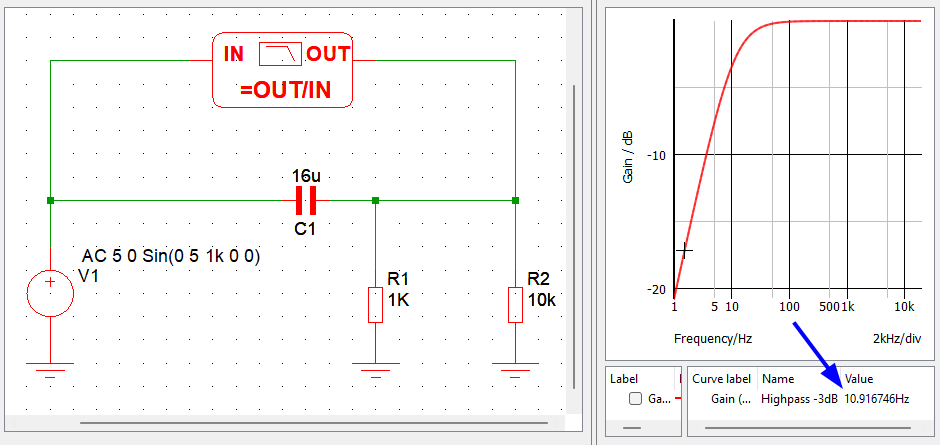 IN OUT
=OUT/IN
16u
C1
AC 5 0 Sin(0 5 1k 0 0)
V1
+
R1
1K
R2
10k
Gain / dB
-10
-20
1 5 10 100 5001k 10k
Frequency/Hz 2kHz/div
Label
Ga...
Curve label Name Value
Gain (... Highpass -3dB 10.916746Hz